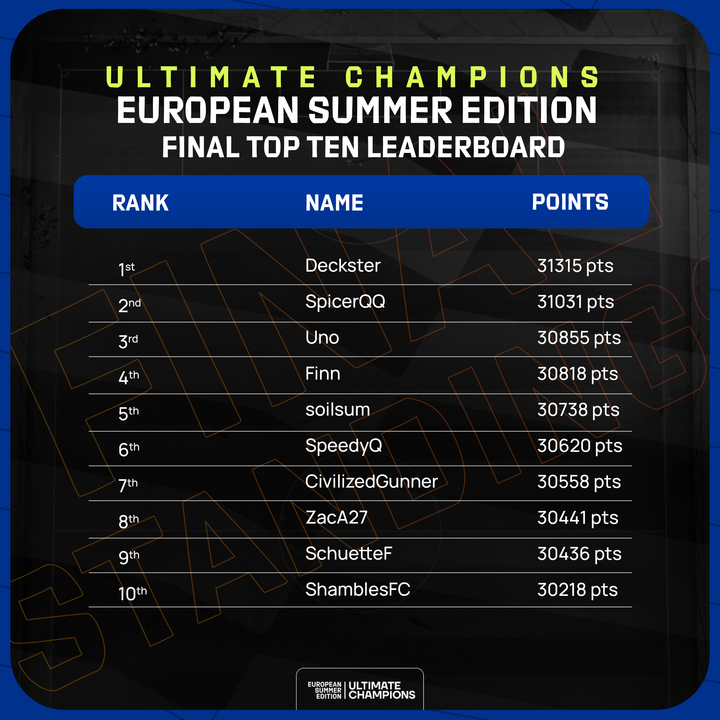 ULTIMATE CHAMPIONS
EUROPEAN SUMMER EDITION
FINAL TOP TEN LEADERBOARD
RANK NAME POINTS
1st Deckster 31315 pts
2nd SpicerQQ 31031 pts
3rd Uno 30855 pts
4th Finn 30818 pts
5th soilsum 30738 pts
6th SpeedyQ 30620 pts
7th CivilizedGunner 30558 pts
8th ZacA27 30441 pts
9th SchuetteF 30436 pts
10th ShamblesFC 30218 pts
FINAL
STANDINGS
EUROPEAN
SUMMER
EDITION
ULTIMATE
CHAMPIONS